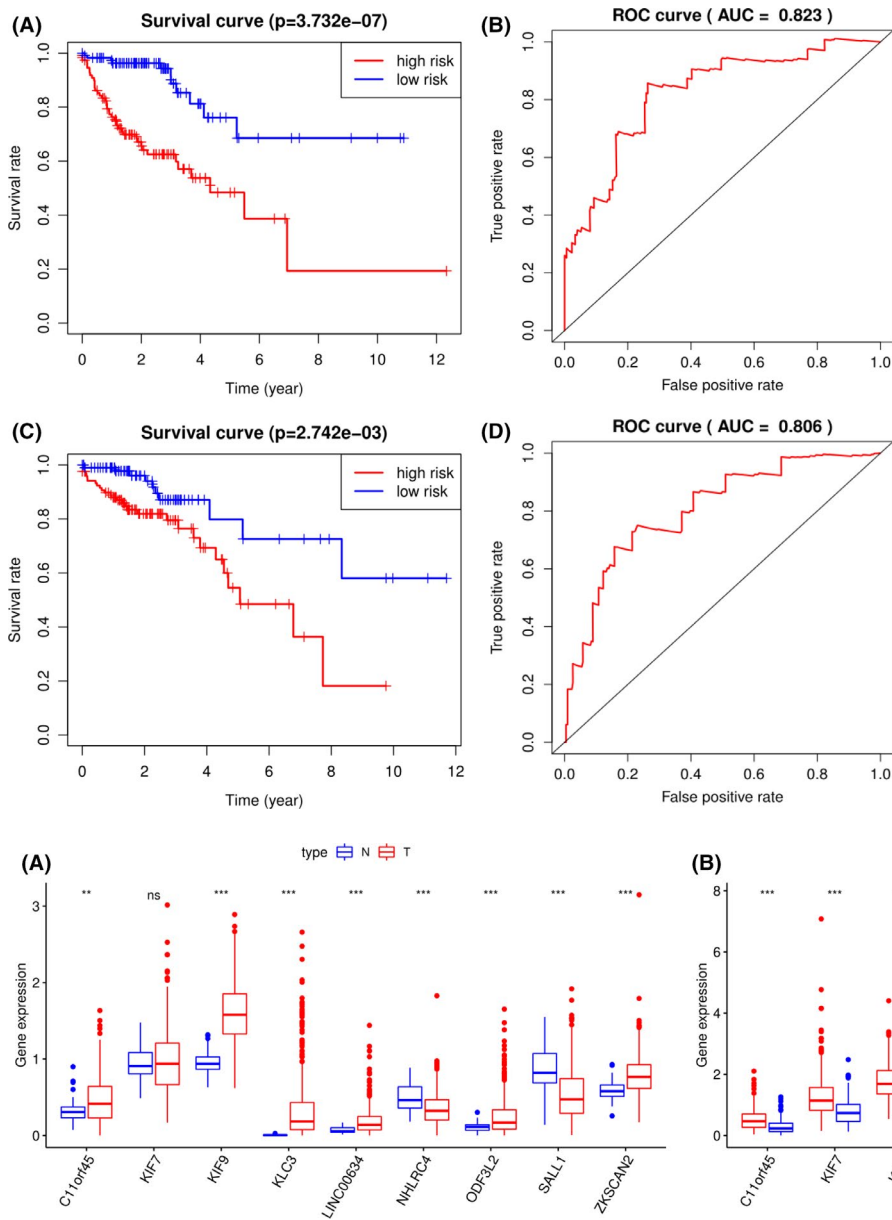 (A)
Survival curve (p=3.732e−07)
high risk
low risk
Survival rate
0.0 0.2 0.4 0.6 0.8 1.0
0 2 4 6 8 10 12
Time (year)
(B)
ROC curve ( AUC = 0.823)
True positive rate
0.0 0.2 0.4 0.6 0.8 1.0
0.0 0.2 0.4 0.6 0.8 1.0
False positive rate
(C)
Survival curve (p=2.742e−03)
high risk
low risk
Survival rate
0.0 0.2 0.4 0.6 0.8 1.0
0 2 4 6 8 10 12
Time (year)
(D)
ROC curve ( AUC = 0.806)
True positive rate
0.0 0.2 0.4 0.6 0.8 1.0
0.0 0.2 0.4 0.6 0.8 1.0
False positive rate
(A)
type N T
** ns *** *** *** *** *** *** ***
Gene expression
3
2
1
0
C11orf45
KIF7
KIF9
KLC3
LINC00634
NHLRC4
ODF3L2
SALL1
ZKSCAN2
(B)
*** ***
Gene expression
8
6
4
2
0
C11orf45
KIF7